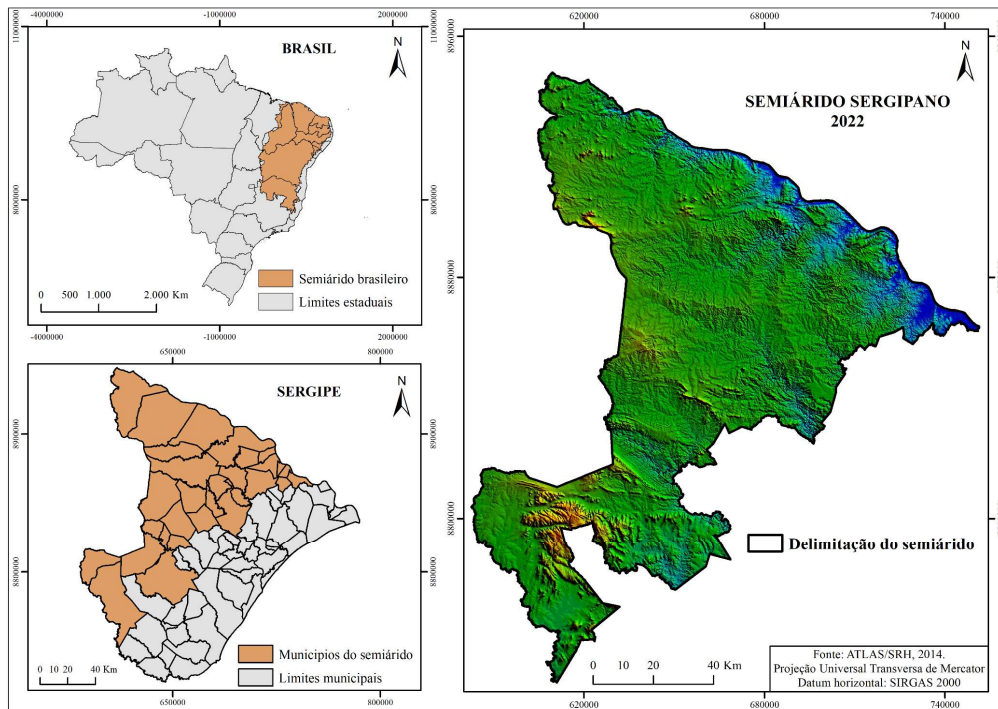 -4000000
-1000000
2000000
11000000
11000000
8000000
8000000
BRASIL
N
Semiárido brasileiro
Limites estaduais
0 500 1.000 2.000 Km
-4000000
-1000000
2000000
650000
800000
8900000
8900000
8800000
8800000
SERGIPE
N
Municipios do semiárido
Limites municipais
0 10 20 40 Km
650000
800000
620000
680000
740000
8960000
8880000
8800000
N
SEMIÁRIDO SERGIPANO
2022
Delimitação do semiárido
0 10 20 40 Km
Fonte: ATLAS/SRH, 2014.
Projeção Universal Transversa de Mercator
Datum horizontal: SIRGAS 2000
620000
680000
740000